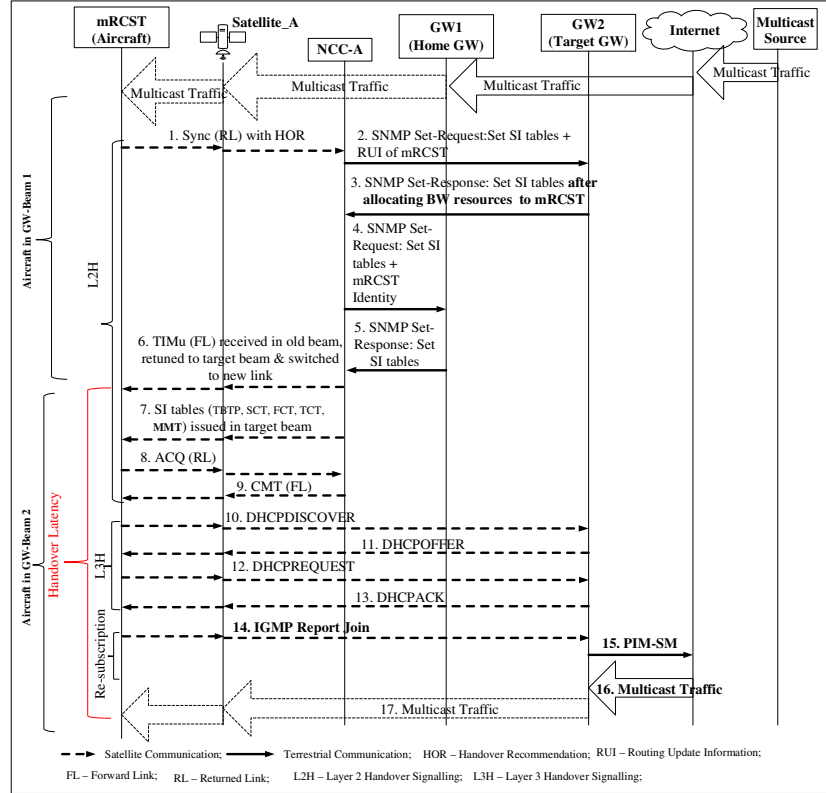 mRCST
(Aircraft)
Satellite_A
NCC-A
GW1
(Home GW)
GW2
(Target GW)
Internet
Multicast
Source
Multicast Traffic
Multicast Traffic
Multicast Traffic
Multicast Traffic
Aircraft in GW-Beam 1
L2H
1. Sync (RL) with HOR
2. SNMP Set-Request:Set SI tables +
RUI of mRCST
3. SNMP Set-Response: Set SI tables after
allocating BW resources to mRCST
4. SNMP Set-
Request: Set SI
tables +
mRCST
Identity
5. SNMP Set-
Response: Set
SI tables
6. TIMu (FL) received in old beam,
retuned to target beam & switched
to new link
Aircraft in GW-Beam 2
Handover Latency
7. SI tables (TBTP, SCT, FCT, TCT,
MMT) issued in target beam
8. ACQ (RL)
9. CMT (FL)
L3H
10. DHCPDISCOVER
11. DHCPOFFER
12. DHCPREQUEST
13. DHCPACK
Re-subscription
14. IGMP Report Join
15. PIM-SM
16. Multicast Traffic
17. Multicast Traffic
Satellite Communication; Terrestrial Communication; HOR – Handover Recommendation; RUI – Routing Update Information;
FL – Forward Link; RL – Returned Link; L2H – Layer 2 Handover Signalling; L3H – Layer 3 Handover Signalling;